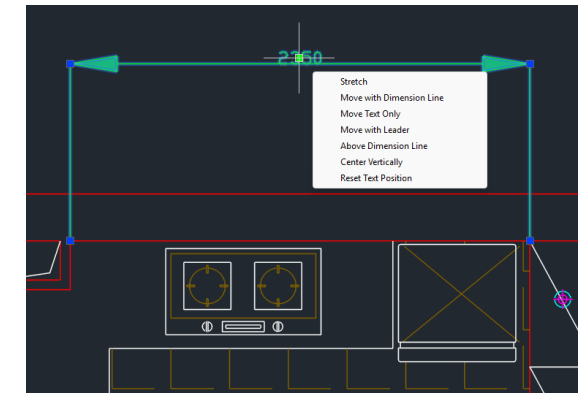 2350
Stretch
Move with Dimension Line
Move Text Only
Move with Leader
Above Dimension Line
Center Vertically
Reset Text Position